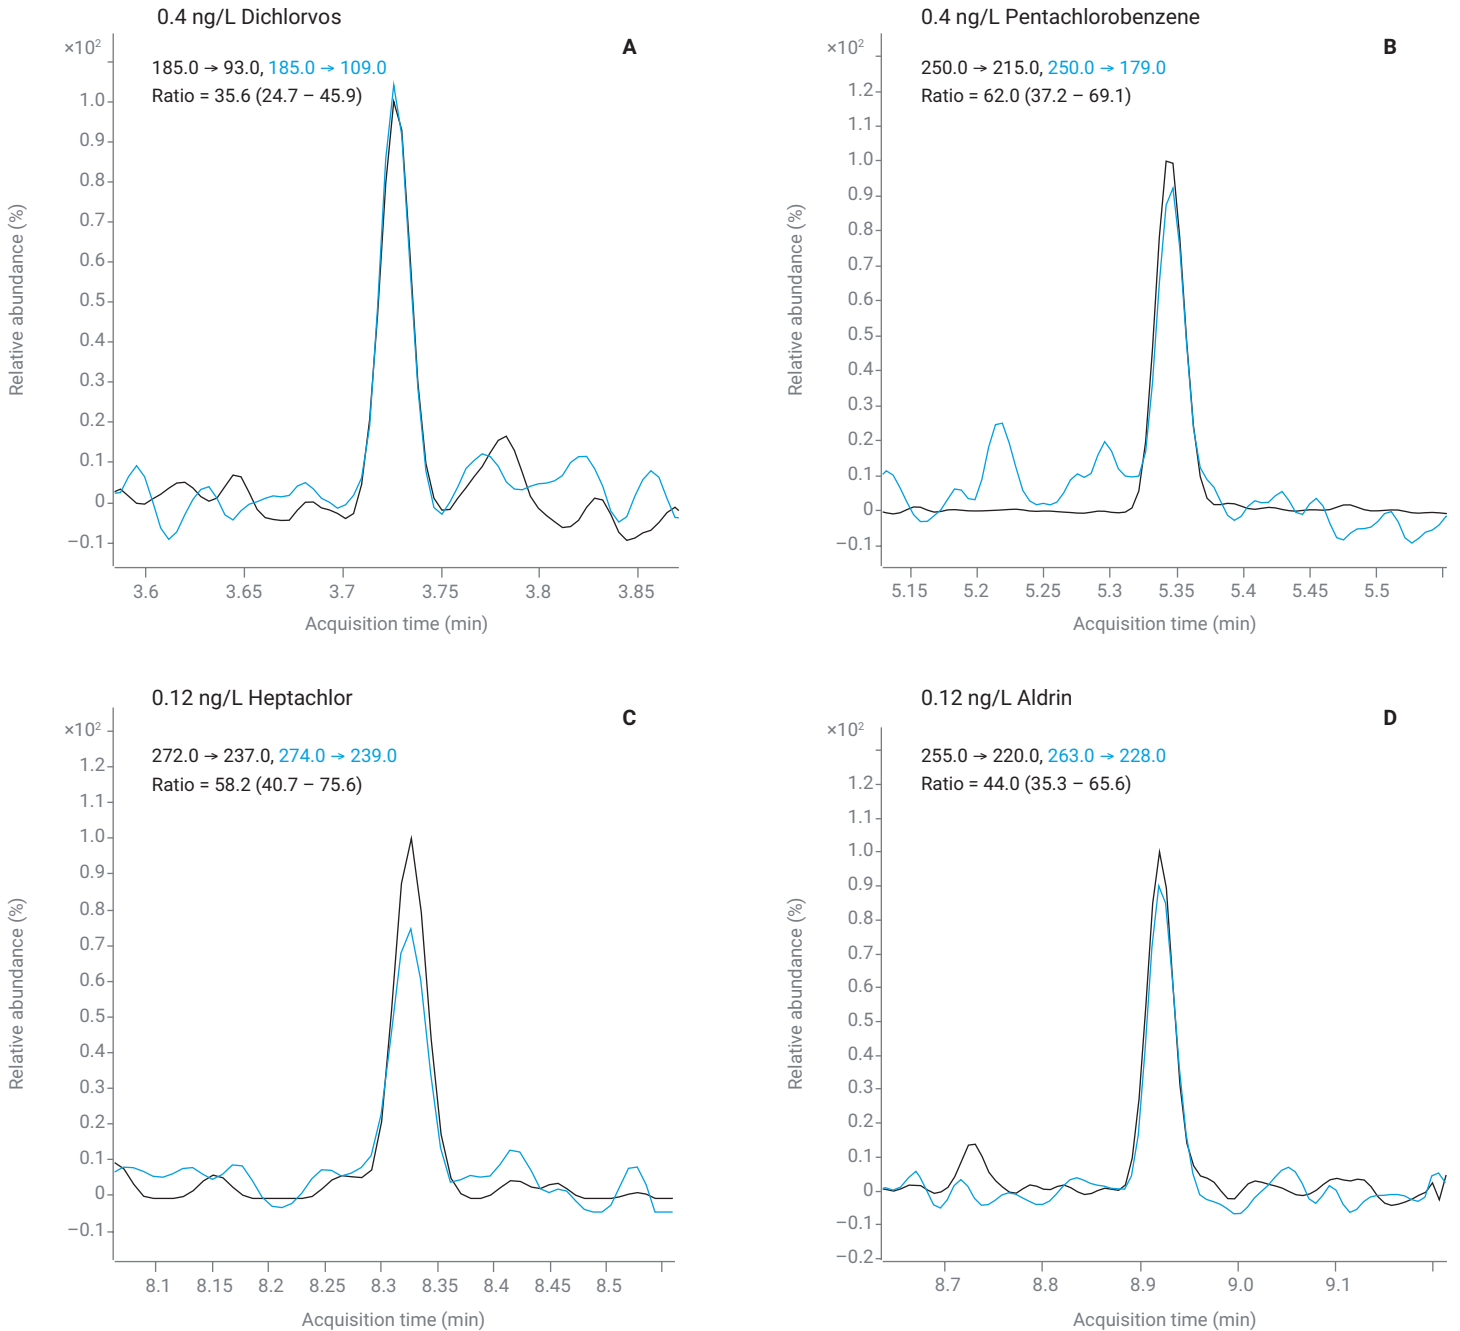 0.4 ng/L Dichlorvos
A
×10²
185.0 → 93.0, 185.0 → 109.0
Ratio = 35.6 (24.7 – 45.9)
1.0
0.9
0.8
0.7
0.6
0.5
0.4
0.3
0.2
0.1
0
−0.1
Relative abundance (%)
3.6 3.65 3.7 3.75 3.8 3.85
Acquisition time (min)
0.4 ng/L Pentachlorobenzene
B
×10²
250.0 → 215.0, 250.0 → 179.0
Ratio = 62.0 (37.2 – 69.1)
1.2
1.1
1.0
0.9
0.8
0.7
0.6
0.5
0.4
0.3
0.2
0.1
0
−0.1
Relative abundance (%)
5.15 5.2 5.25 5.3 5.35 5.4 5.45 5.5
Acquisition time (min)
0.12 ng/L Heptachlor
C
×10²
272.0 → 237.0, 274.0 → 239.0
Ratio = 58.2 (40.7 – 75.6)
1.2
1.1
1.0
0.9
0.8
0.7
0.6
0.5
0.4
0.3
0.2
0.1
0
−0.1
Relative abundance (%)
8.1 8.15 8.2 8.25 8.3 8.35 8.4 8.45 8.5
Acquisition time (min)
0.12 ng/L Aldrin
D
×10²
255.0 → 220.0, 263.0 → 228.0
Ratio = 44.0 (35.3 – 65.6)
1.2
1.1
1.0
0.9
0.8
0.7
0.6
0.5
0.4
0.3
0.2
0.1
0
−0.1
−0.2
Relative abundance (%)
8.7 8.8 8.9 9.0 9.1
Acquisition time (min)